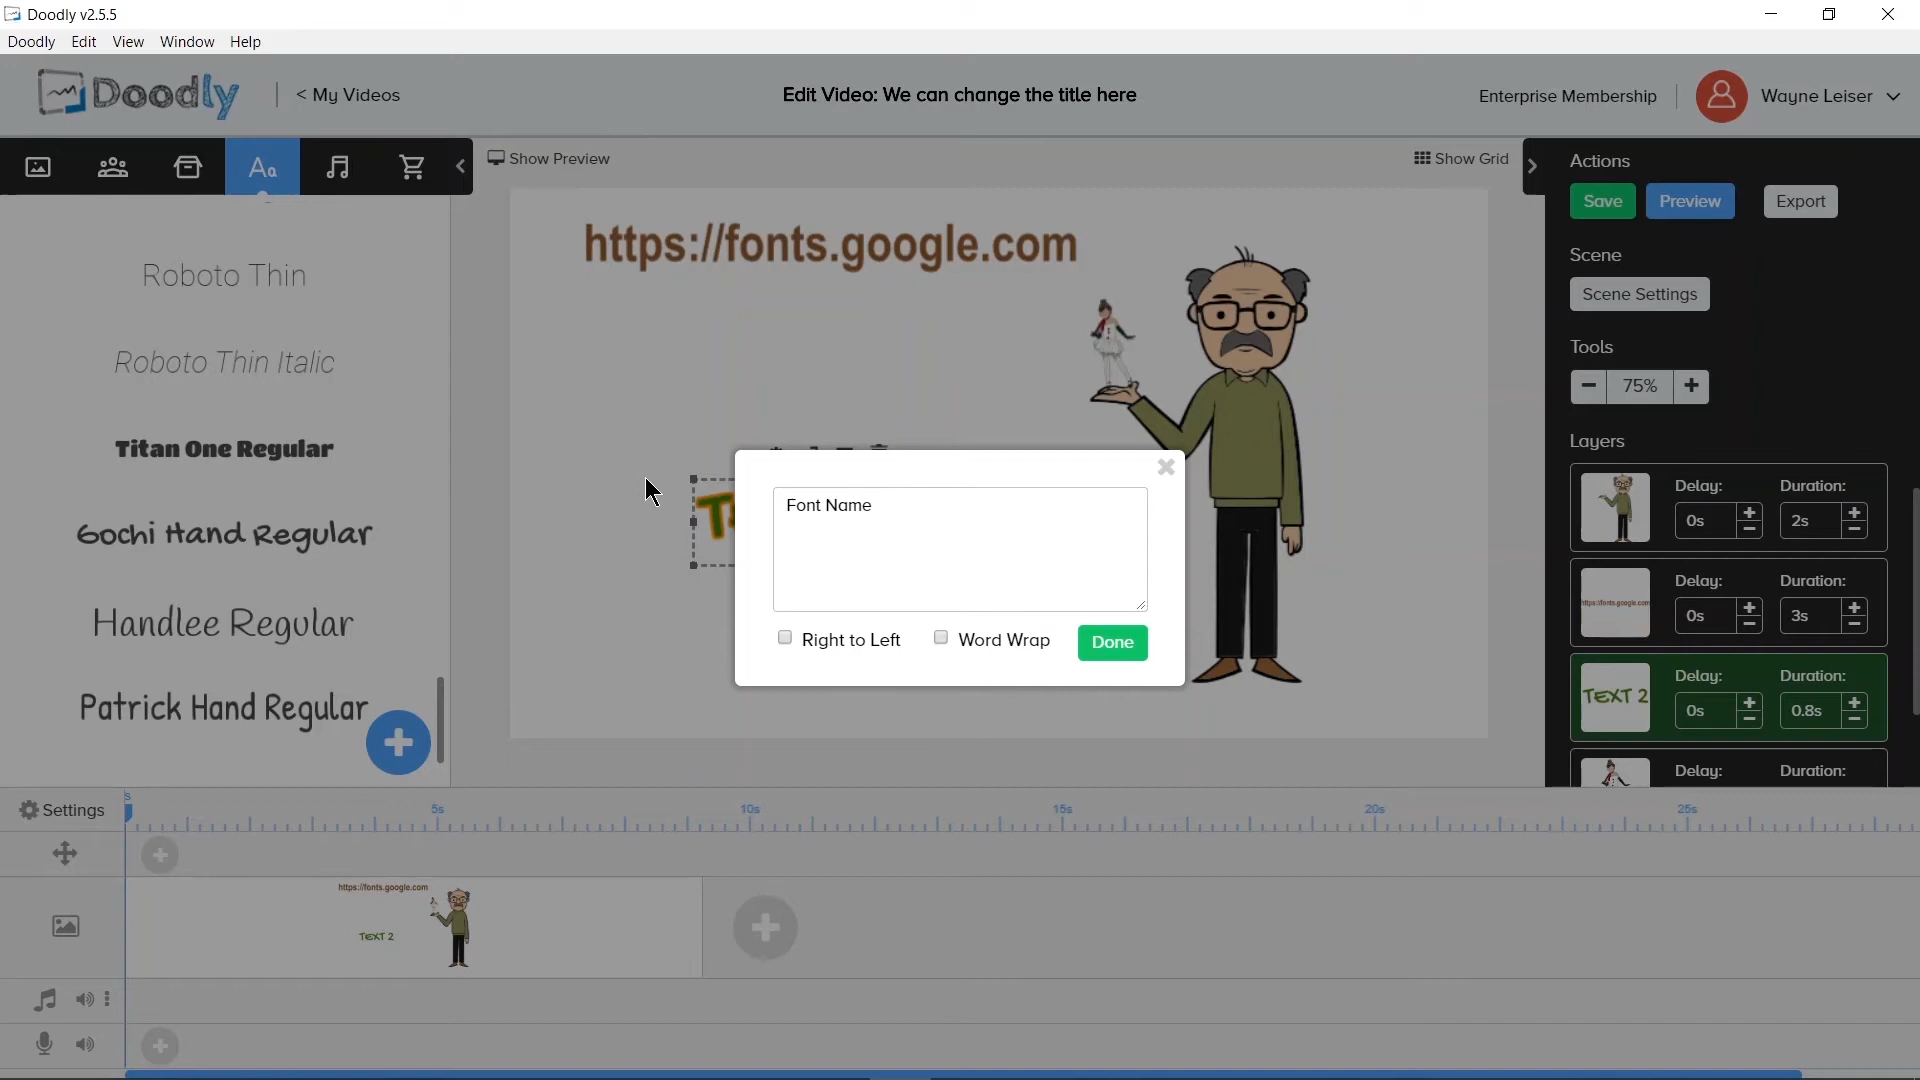 Doodly v2.5.5
Doodly Edit View Window Help
Doodly
< My Videos
Edit Video: We can change the title here
Enterprise Membership
Wayne Leiser
Aa
Show Preview
Show Grid
Actions
Save Preview Export
Scene
Scene Settings
Tools
75%
Layers
Delay: Duration:
0s 2s
https://fonts.google.com
Delay: Duration:
0s 3s
TEXT 2
Delay: Duration:
0s 0.8s
Delay: Duration:
Roboto Thin
Roboto Thin Italic
Titan One Regular
Gochi Hand Regular
Handlee Regular
Patrick Hand Regular
https://fonts.google.com
Font Name
Right to Left Word Wrap Done
Settings
s 5s 10s 15s 20s 25s
https://fonts.google.com
TEXT 2